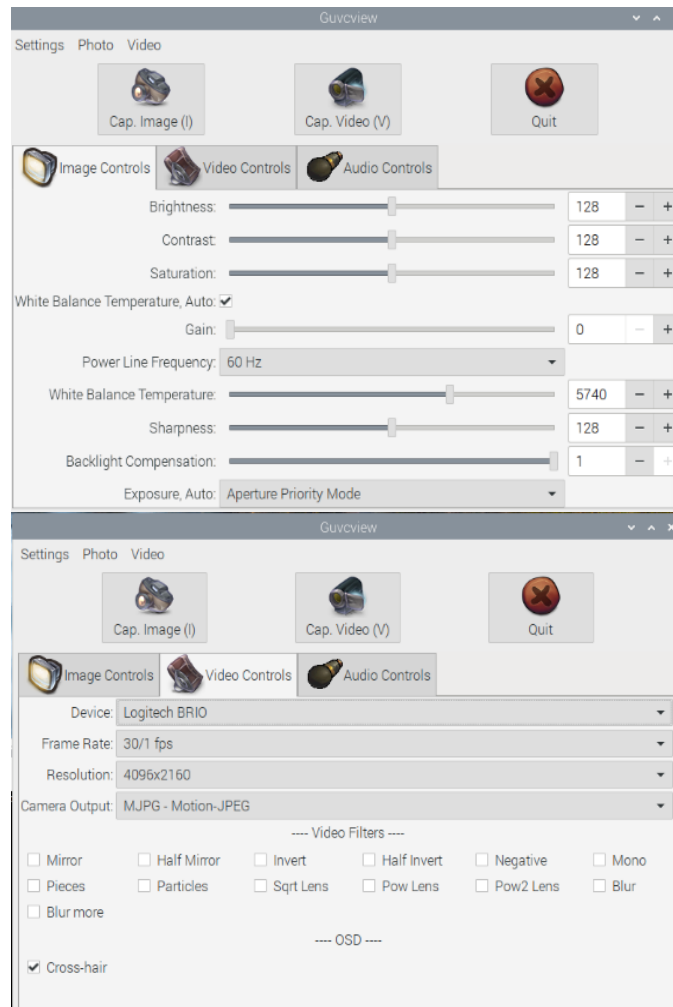 Guvcview
Settings Photo Video
Cap. Image (I) Cap. Video (V) Quit
Image Controls Video Controls Audio Controls
Brightness: 128 − +
Contrast: 128 − +
Saturation: 128 − +
White Balance Temperature, Auto:
Gain: 0 − +
Power Line Frequency: 60 Hz
White Balance Temperature: 5740 − +
Sharpness: 128 − +
Backlight Compensation: 1 − +
Exposure, Auto: Aperture Priority Mode
Guvcview
Settings Photo Video
Cap. Image (I) Cap. Video (V) Quit
Image Controls Video Controls Audio Controls
Device: Logitech BRIO
Frame Rate: 30/1 fps
Resolution: 4096x2160
Camera Output: MJPG - Motion-JPEG
---- Video Filters ----
Mirror Half Mirror Invert Half Invert Negative Mono
Pieces Particles Sqrt Lens Pow Lens Pow2 Lens Blur
Blur more
---- OSD ----
Cross-hair